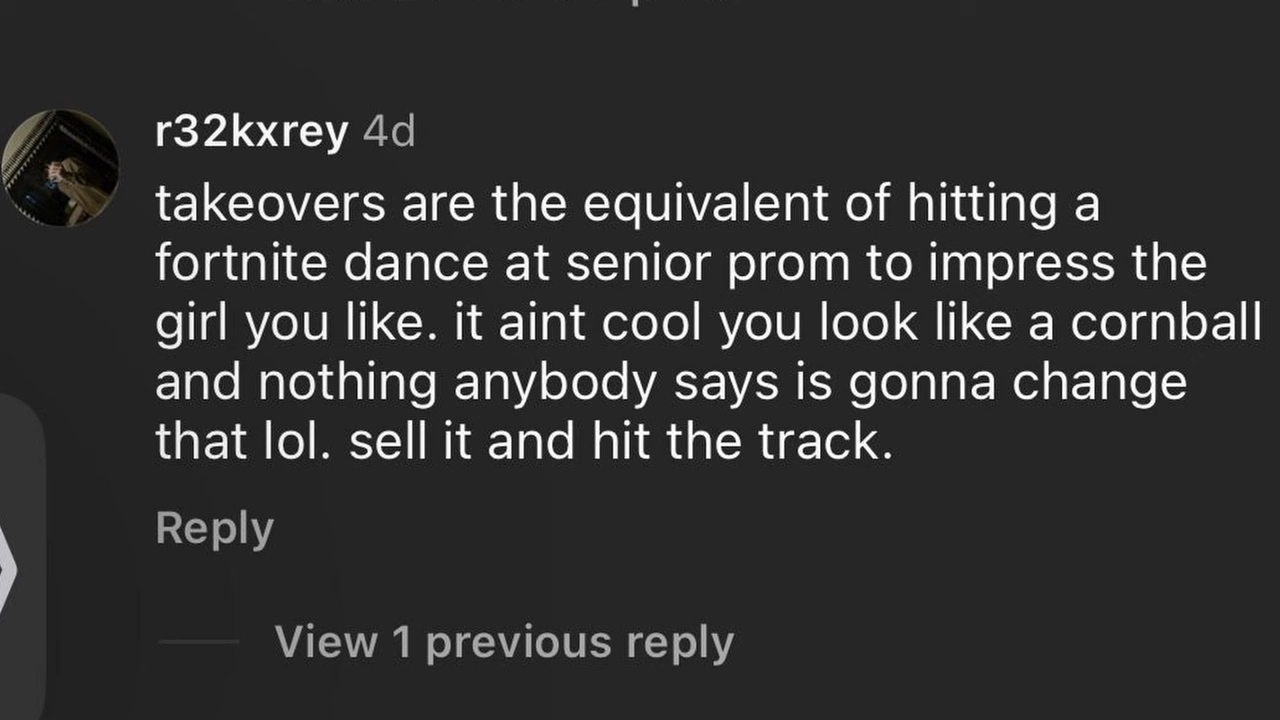 r32kxrey 4d
takeovers are the equivalent of hitting a
fortnite dance at senior prom to impress the
girl you like. it aint cool you look like a cornball
and nothing anybody says is gonna change
that lol. sell it and hit the track.
Reply
View 1 previous reply